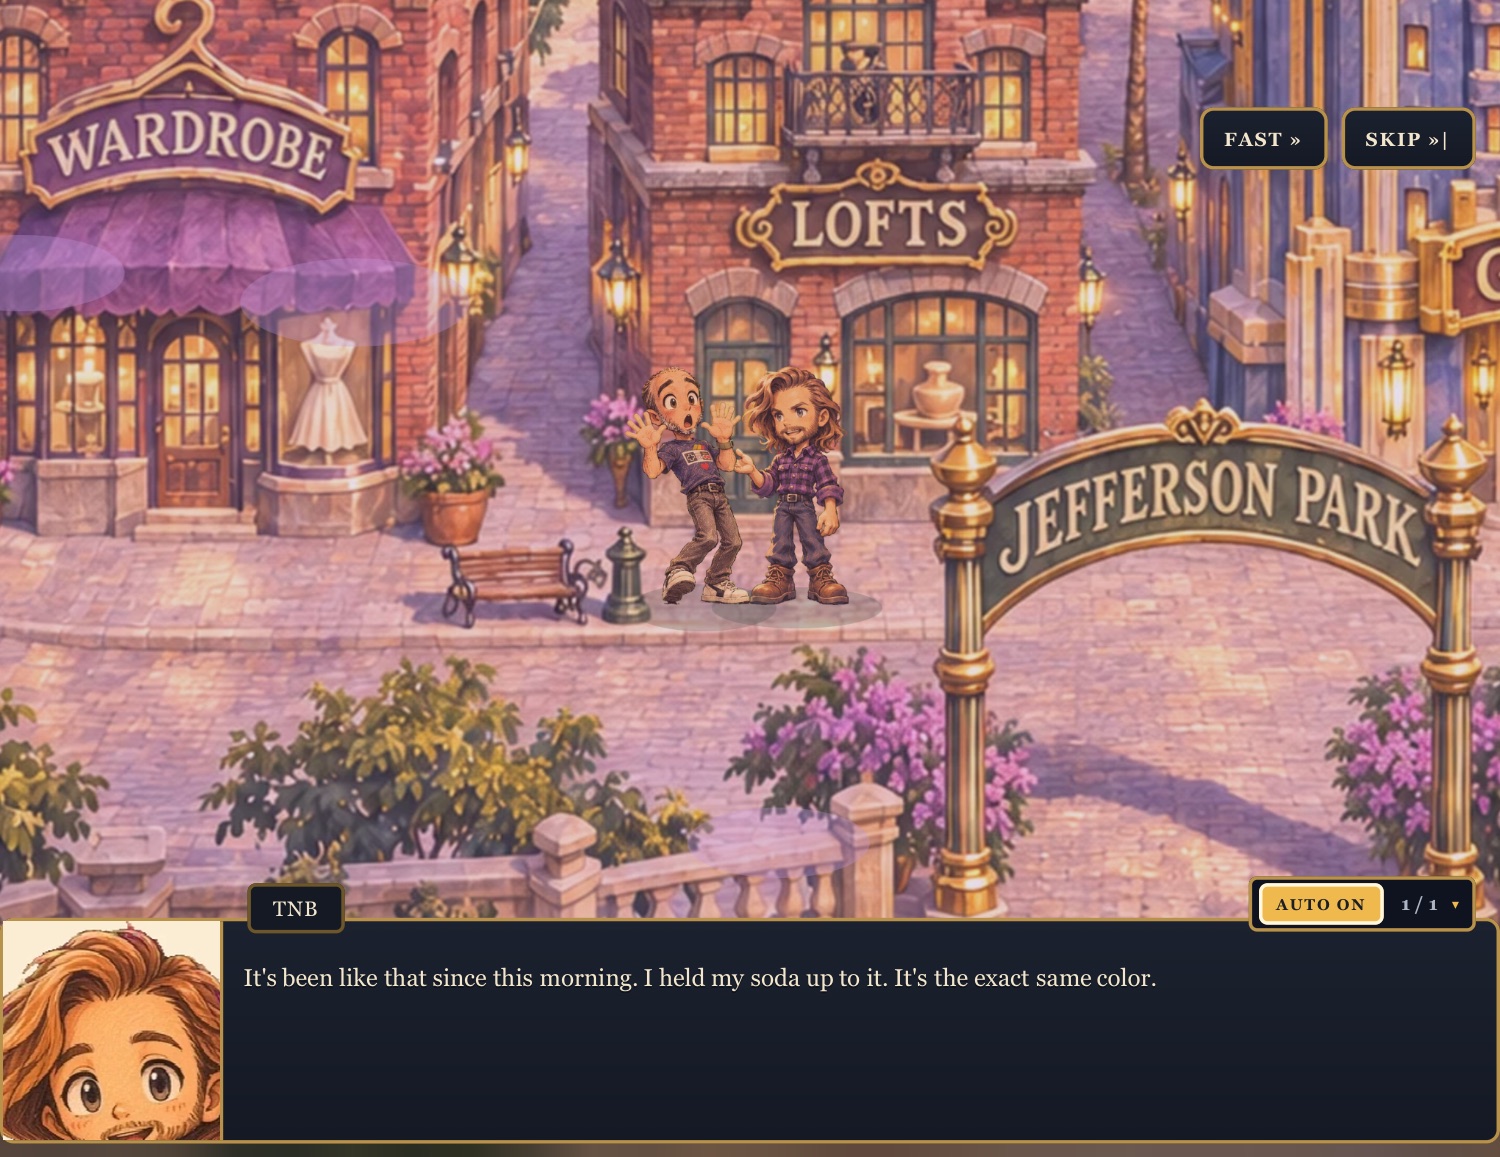 WARDROBE
LOFTS
FAST »
SKIP »|
G
JEFFERSON PARK
TNB
AUTO ON
1 / 1 ▼
It's been like that since this morning. I held my soda up to it. It's the exact same color.